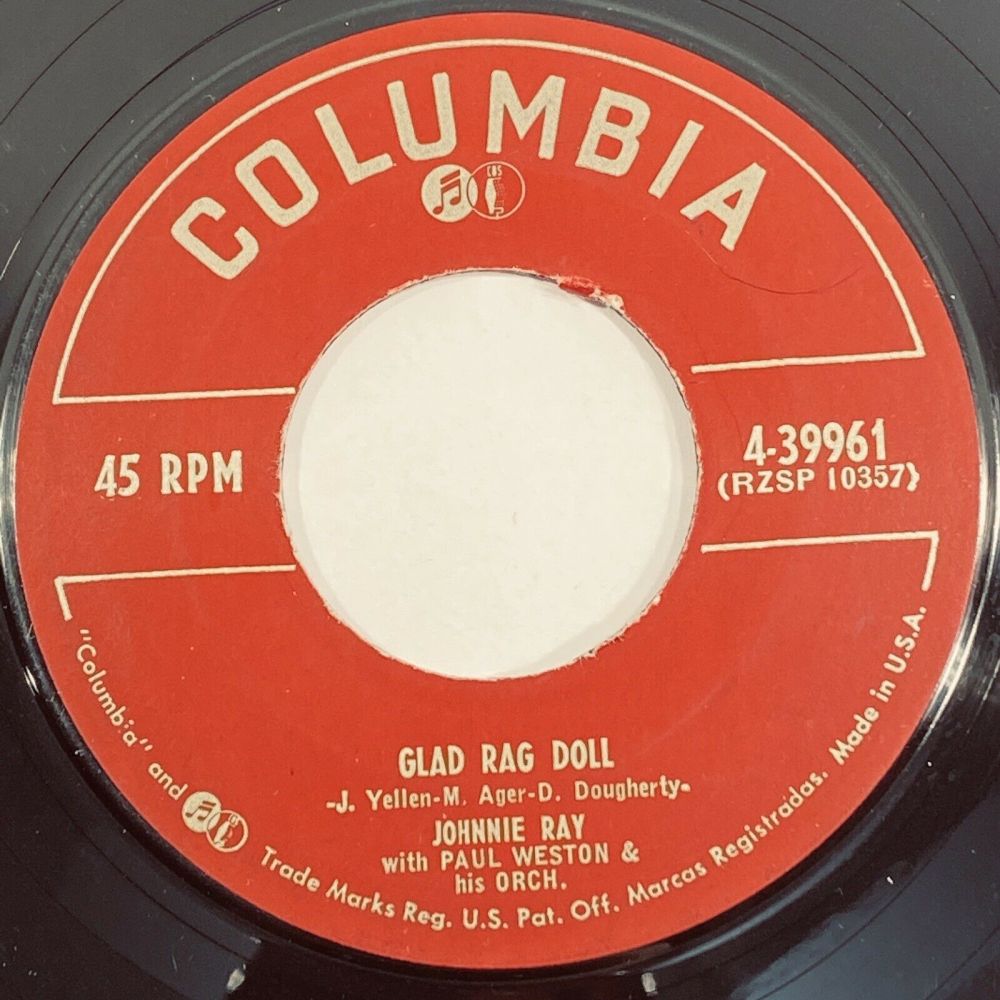 COLUMBIA
CBS
45 RPM
4-39961
(RZSP 10357)
GLAD RAG DOLL
-J. Yellen-M. Ager-D. Dougherty-
JOHNNIE RAY
with PAUL WESTON &
his ORCH.
"Columbia" and Trade Marks Reg. U.S. Pat. Off. Marcas Registradas. Made in U.S.A.